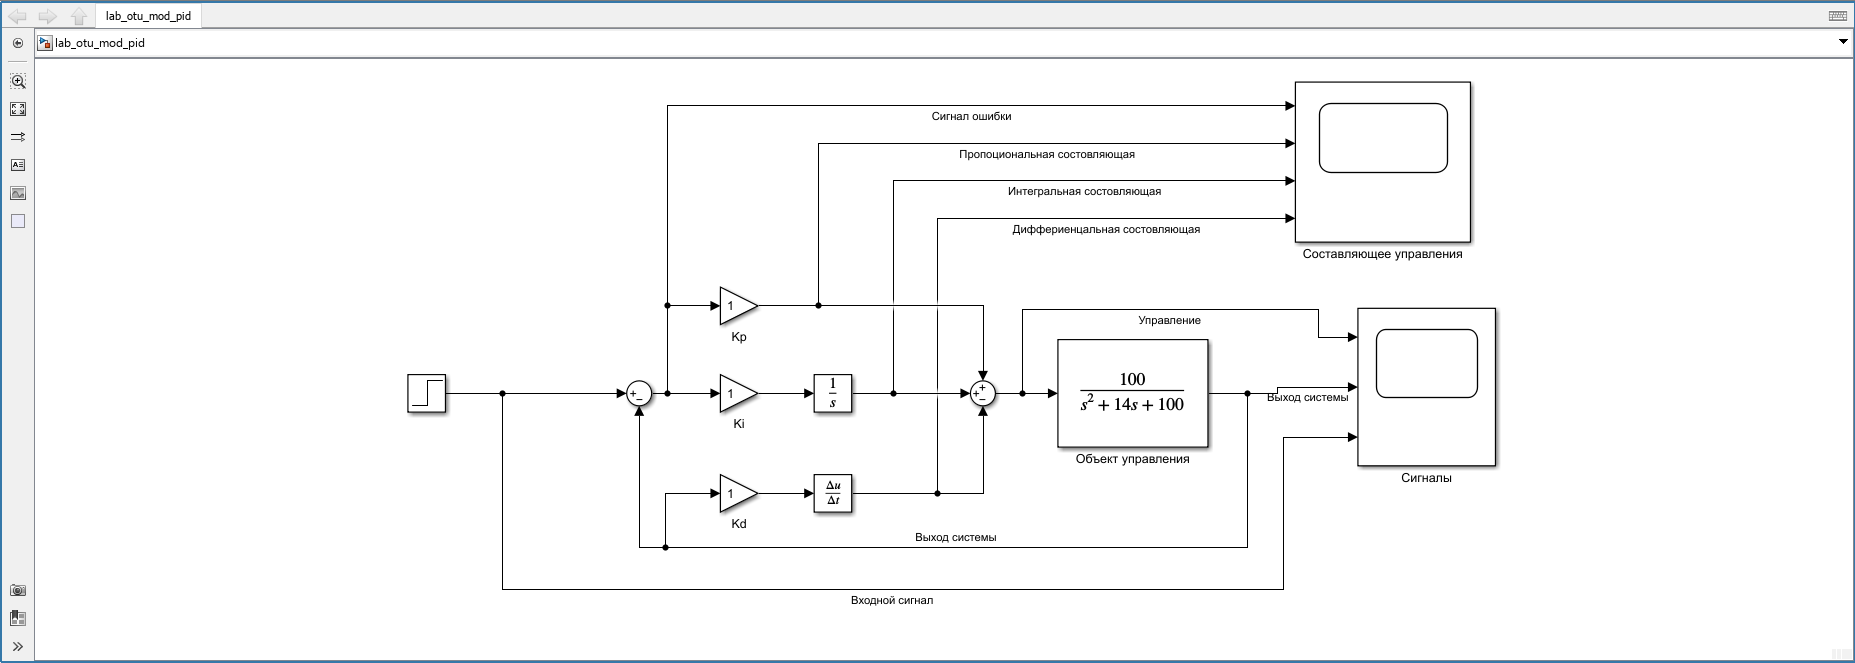 lab_otu_mod_pid
lab_otu_mod_pid
Сигнал ошибки
Пропоциональная состовляющая
Интегральная состовляющая
Диффериенцальная состовляющая
Составляющее управления
1
Kp
Управление
+
−
1
Ki
1
s
+
+
−
100
s² + 14s + 100
Объект управления
Выход системы
Сигналы
1
Kd
Δu
Δt
Выход системы
Входной сигнал